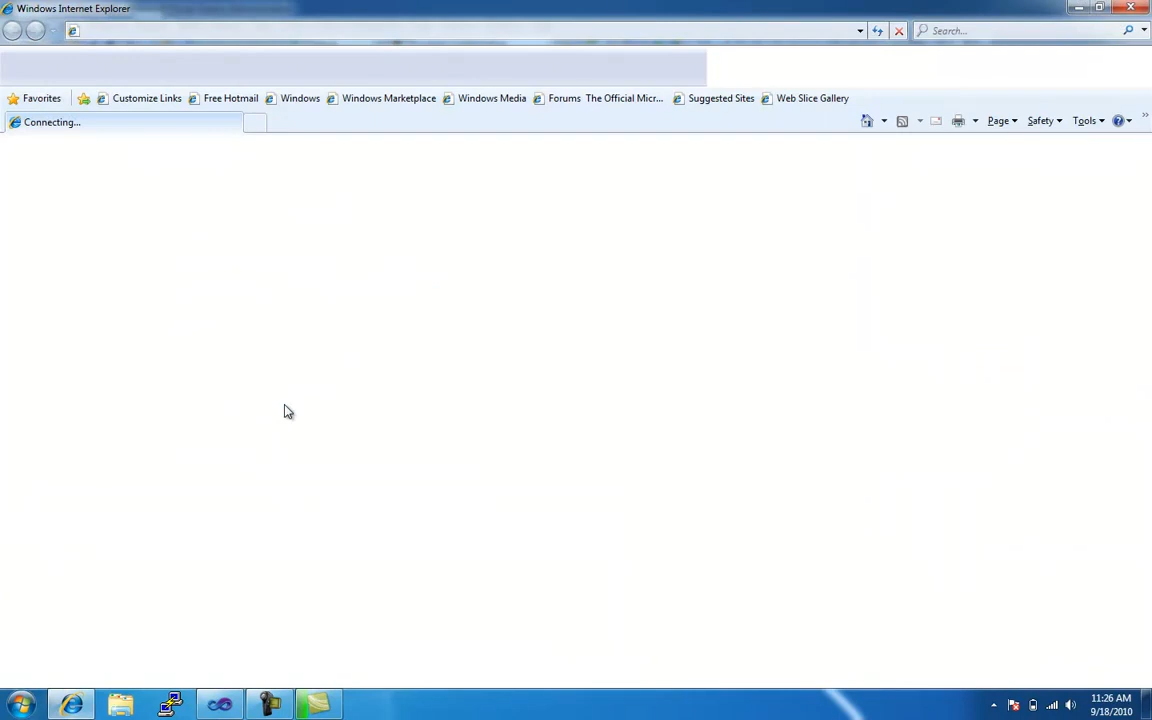 Windows Internet Explorer
Search...
Favorites Customize Links Free Hotmail Windows Windows Marketplace Windows Media Forums The Official Micr... Suggested Sites Web Slice Gallery
Connecting... Page Safety Tools »
11:26 AM
9/18/2010